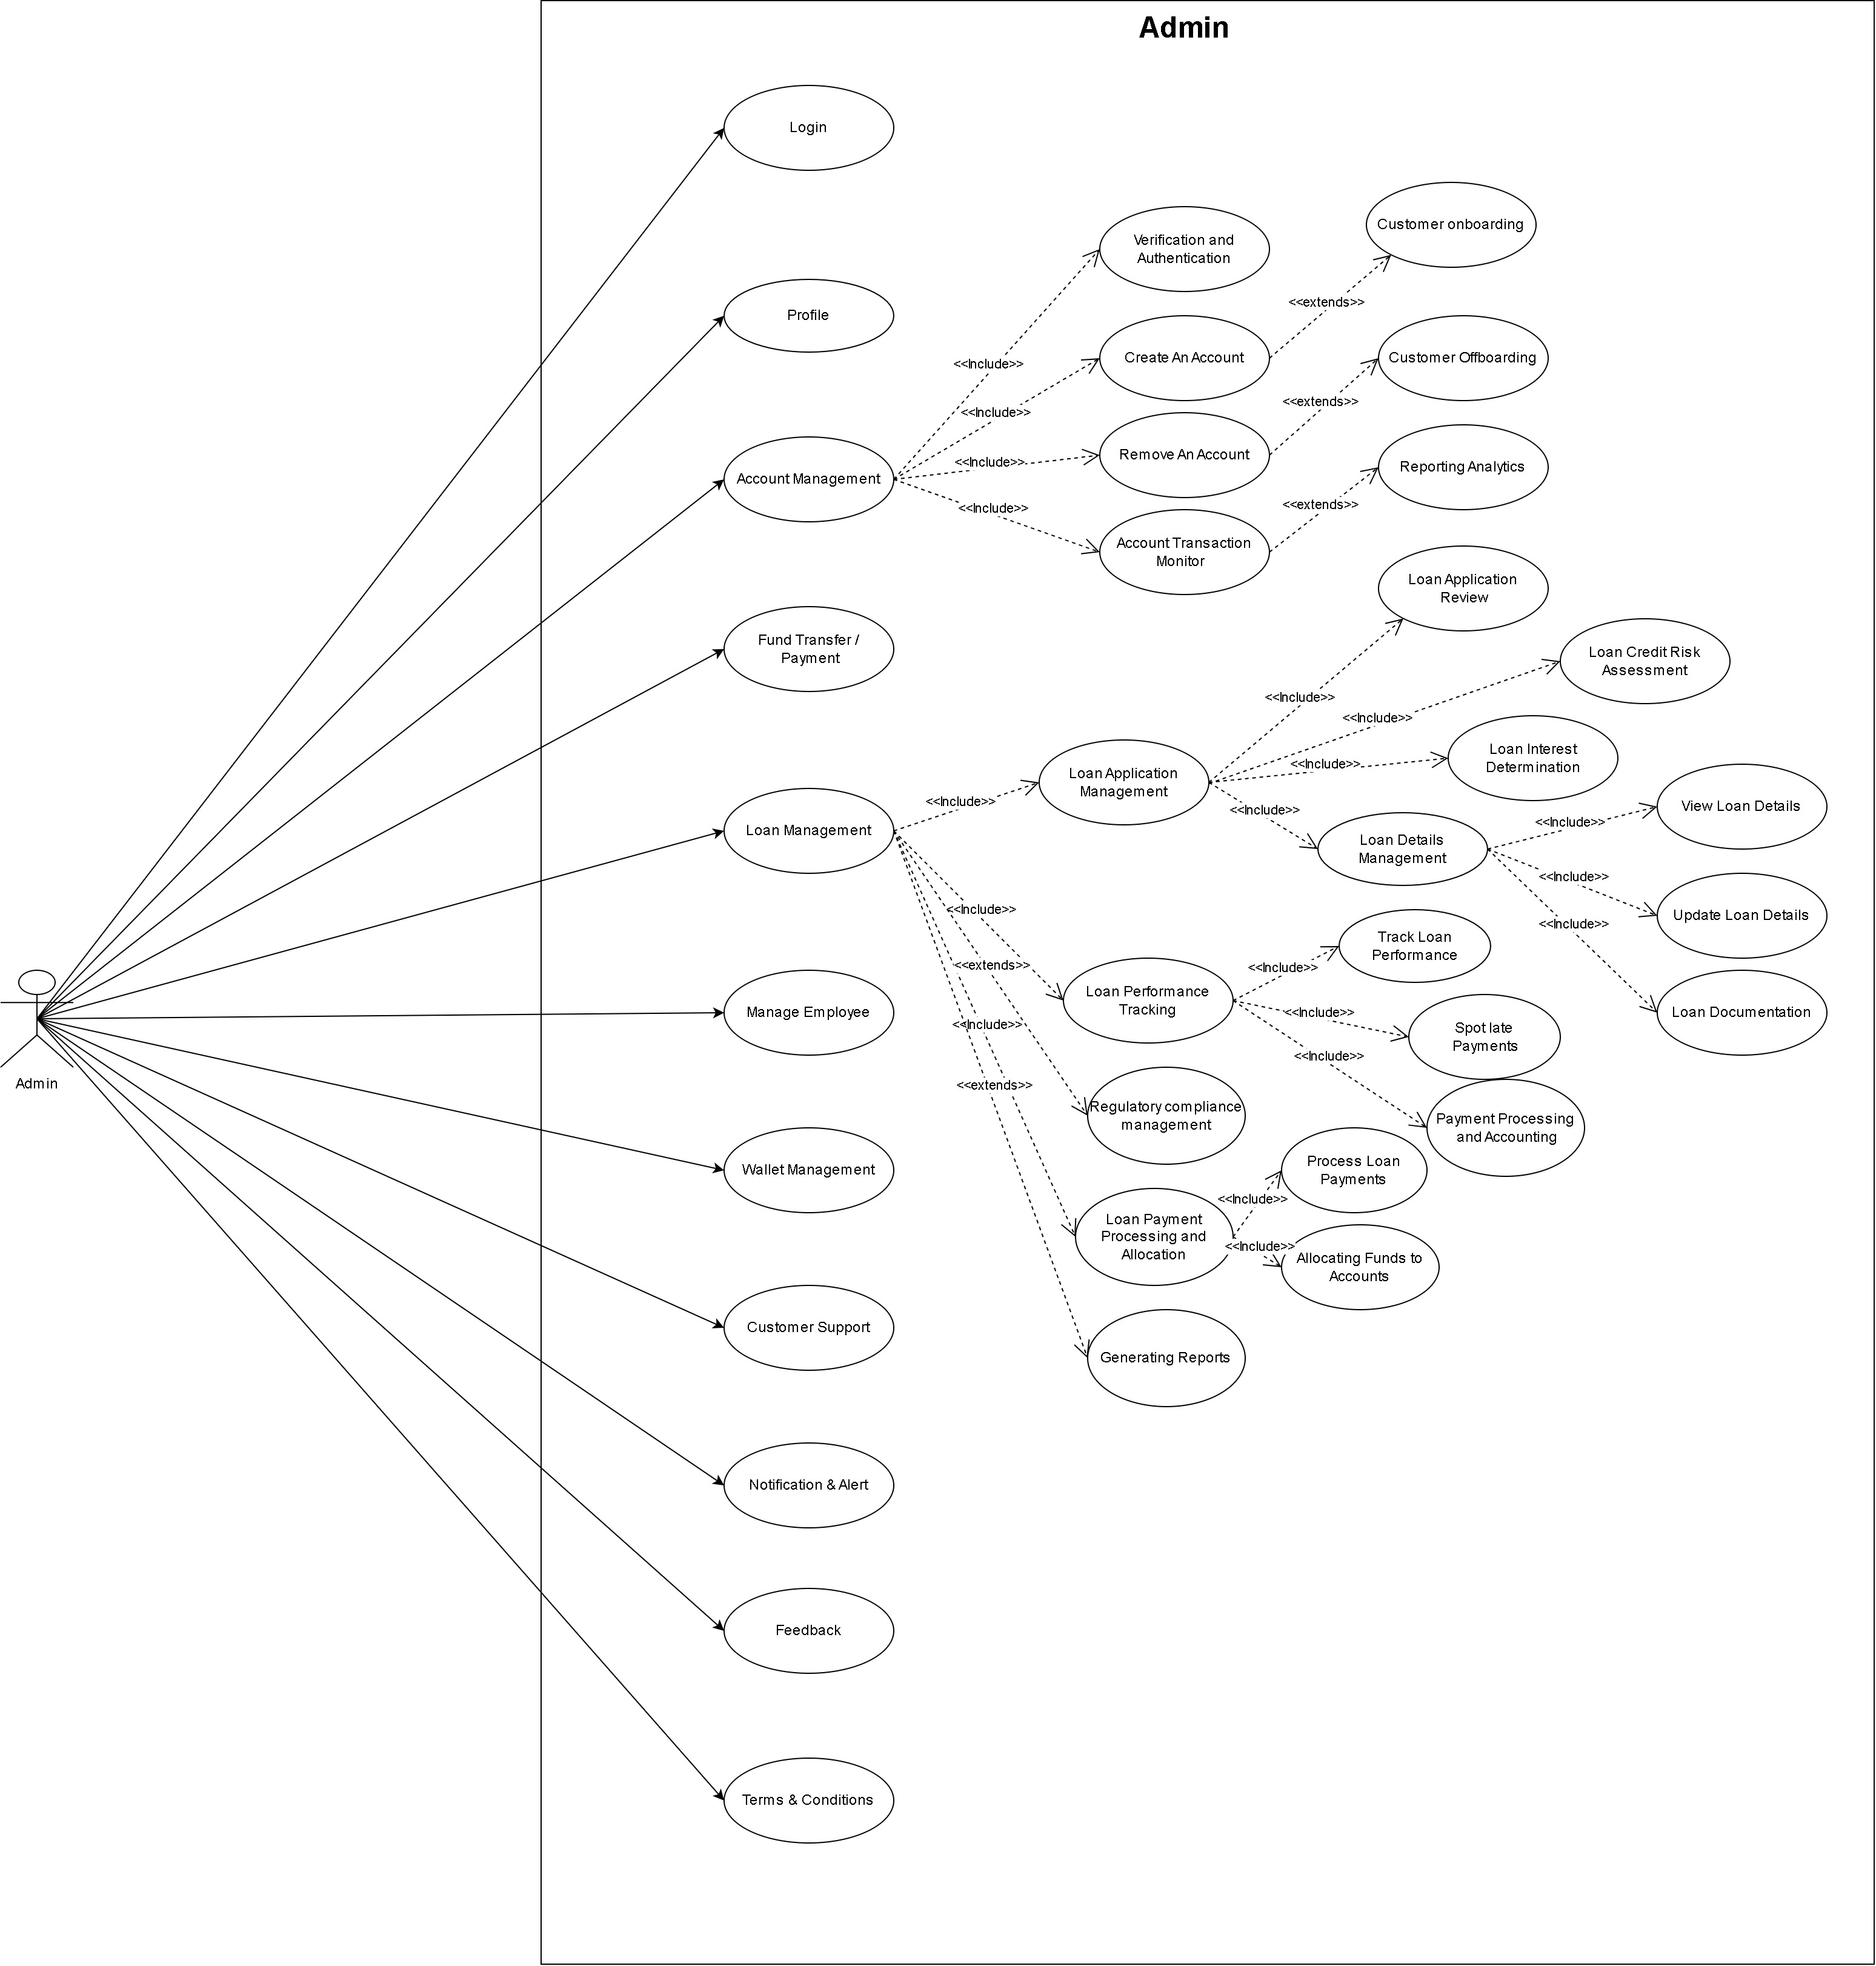 Admin
Login
Customer onboarding
Verification and
Authentication
<<extends>>
Profile
Create An Account
Customer Offboarding
<<Include>>
<<extends>>
<<Include>>
Remove An Account
<<Include>>
Reporting Analytics
Account Management
<<extends>>
<<Include>>
Account Transaction
Monitor
Loan Application
Review
Fund Transfer /
Payment
Loan Credit Risk
Assessment
<<Include>>
<<Include>>
Loan Interest
Determination
<<Include>>
Loan Application
Management
<<Include>>
<<Include>>
View Loan Details
<<Include>>
Loan Management
Loan Details
Management
<<Include>>
<<Include>>
Update Loan Details
<<Include>>
Track Loan
Performance
<<extends>>
<<Include>>
Loan Performance
Tracking
Manage Employee
<<Include>>
Loan Documentation
<<Include>>
Spot late
Payments
<<Include>>
Admin
<<extends>>
Regulatory compliance
management
Payment Processing
and Accounting
Wallet Management
Process Loan
Payments
<<Include>>
Loan Payment
Processing and
Allocation
<<Include>>
Allocating Funds to
Accounts
Customer Support
Generating Reports
Notification & Alert
Feedback
Terms & Conditions